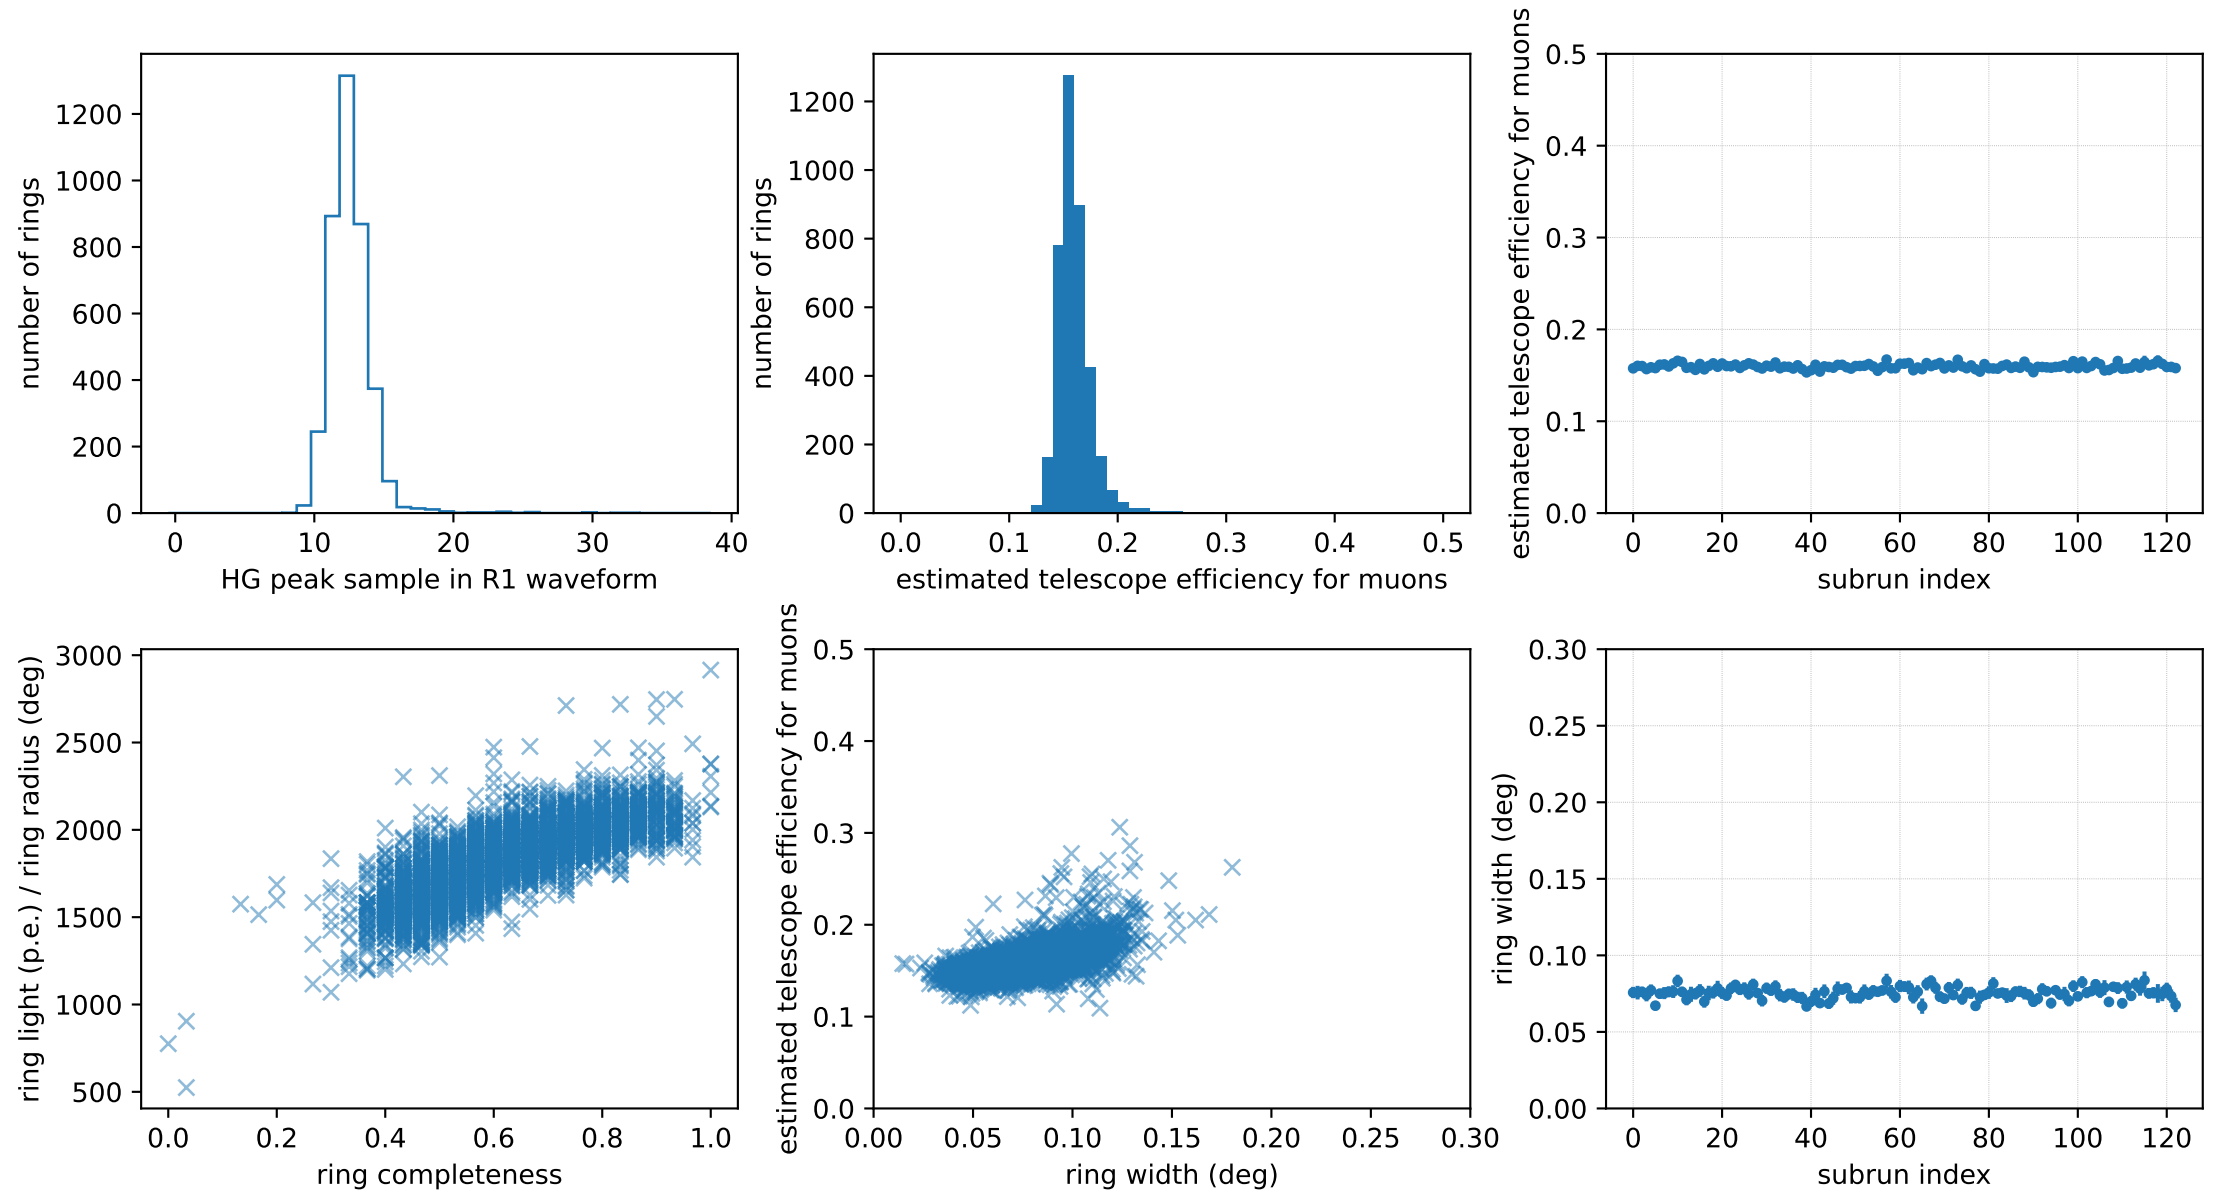 number of rings
1200
1000
800
600
400
200
0
0 10 20 30 40
HG peak sample in R1 waveform
number of rings
1200
1000
800
600
400
200
0
0.0 0.1 0.2 0.3 0.4 0.5
estimated telescope efficiency for muons
estimated telescope efficiency for muons
0.5
0.4
0.3
0.2
0.1
0.0
0 20 40 60 80 100 120
subrun index
ring light (p.e.) / ring radius (deg)
3000
2500
2000
1500
1000
500
0.0 0.2 0.4 0.6 0.8 1.0
ring completeness
estimated telescope efficiency for muons
0.5
0.4
0.3
0.2
0.1
0.0
0.00 0.05 0.10 0.15 0.20 0.25 0.30
ring width (deg)
ring width (deg)
0.30
0.25
0.20
0.15
0.10
0.05
0.00
0 20 40 60 80 100 120
subrun index